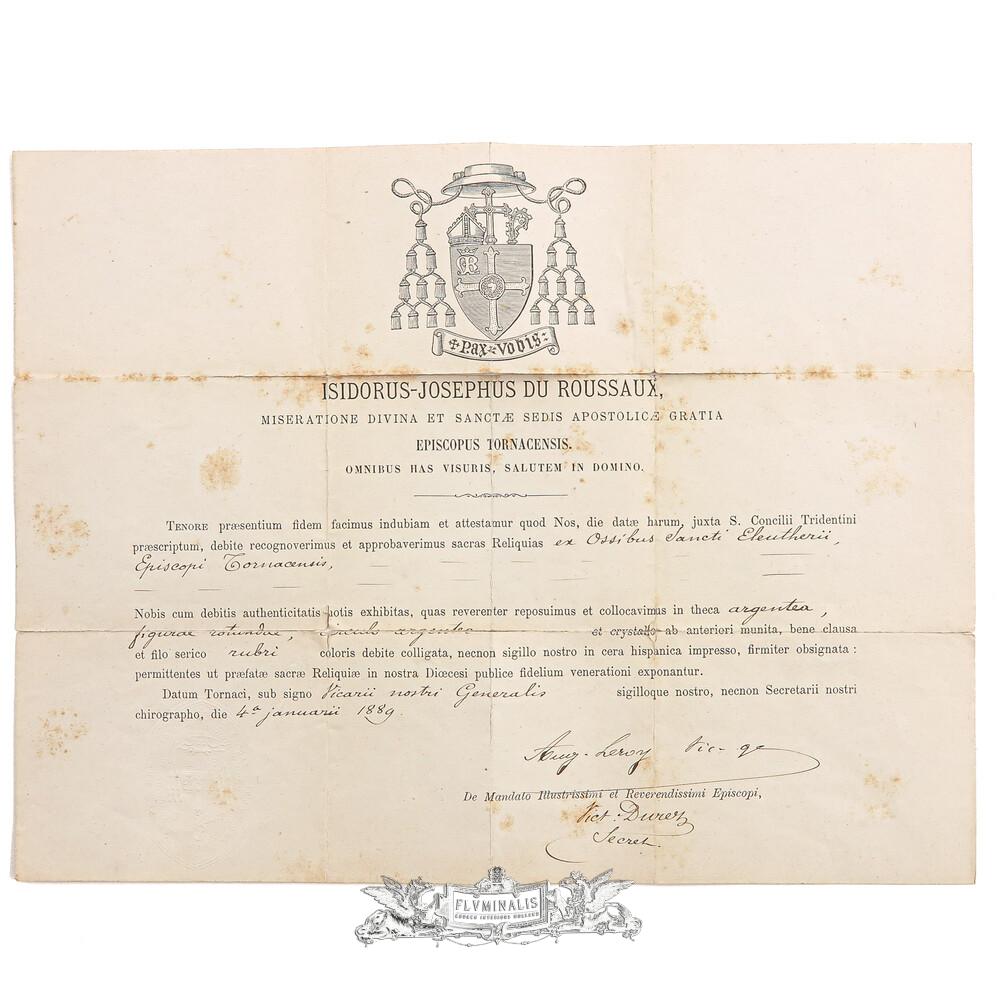 ✠ Pax Vobis:
ISIDORUS-JOSEPHUS DU ROUSSAUX,
MISERATIONE DIVINA ET SANCTÆ SEDIS APOSTOLICÆ GRATIA
EPISCOPUS TORNACENSIS.
OMNIBUS HAS VISURIS, SALUTEM IN DOMINO.
TENORE præsentium fidem facimus indubiam et attestamur quod Nos, die datæ harum, juxta S. Concilii Tridentini
præscriptum, debite recognoverimus et approbaverimus sacras Reliquias ex Ossibus Sancti Eleutherii,
Episcopi Tornacensis,
Nobis cum debitis authenticitatis notis exhibitas, quas reverenter reposuimus et collocavimus in theca argentea,
figurae rotundae, circulo argenteo et crystallo ab anteriori munita, bene clausa
et filo serico rubri coloris debite colligata, necnon sigillo nostro in cera hispanica impresso, firmiter obsignata :
permittentes ut præfatæ sacræ Reliquiæ in nostra Diœcesi publice fidelium venerationi exponantur.
Datum Tornaci, sub signo Vicarii nostri Generalis sigilloque nostro, necnon Secretarii nostri
chirographo, die 4ª januarii 1889.
Aug. Leroy Vic-ge
De Mandato Illustrissimi et Reverendissimi Episcopi,
Vict. Durez
Secret.
FLVMINALIS
CHURCH INTERIORS HOLLAND